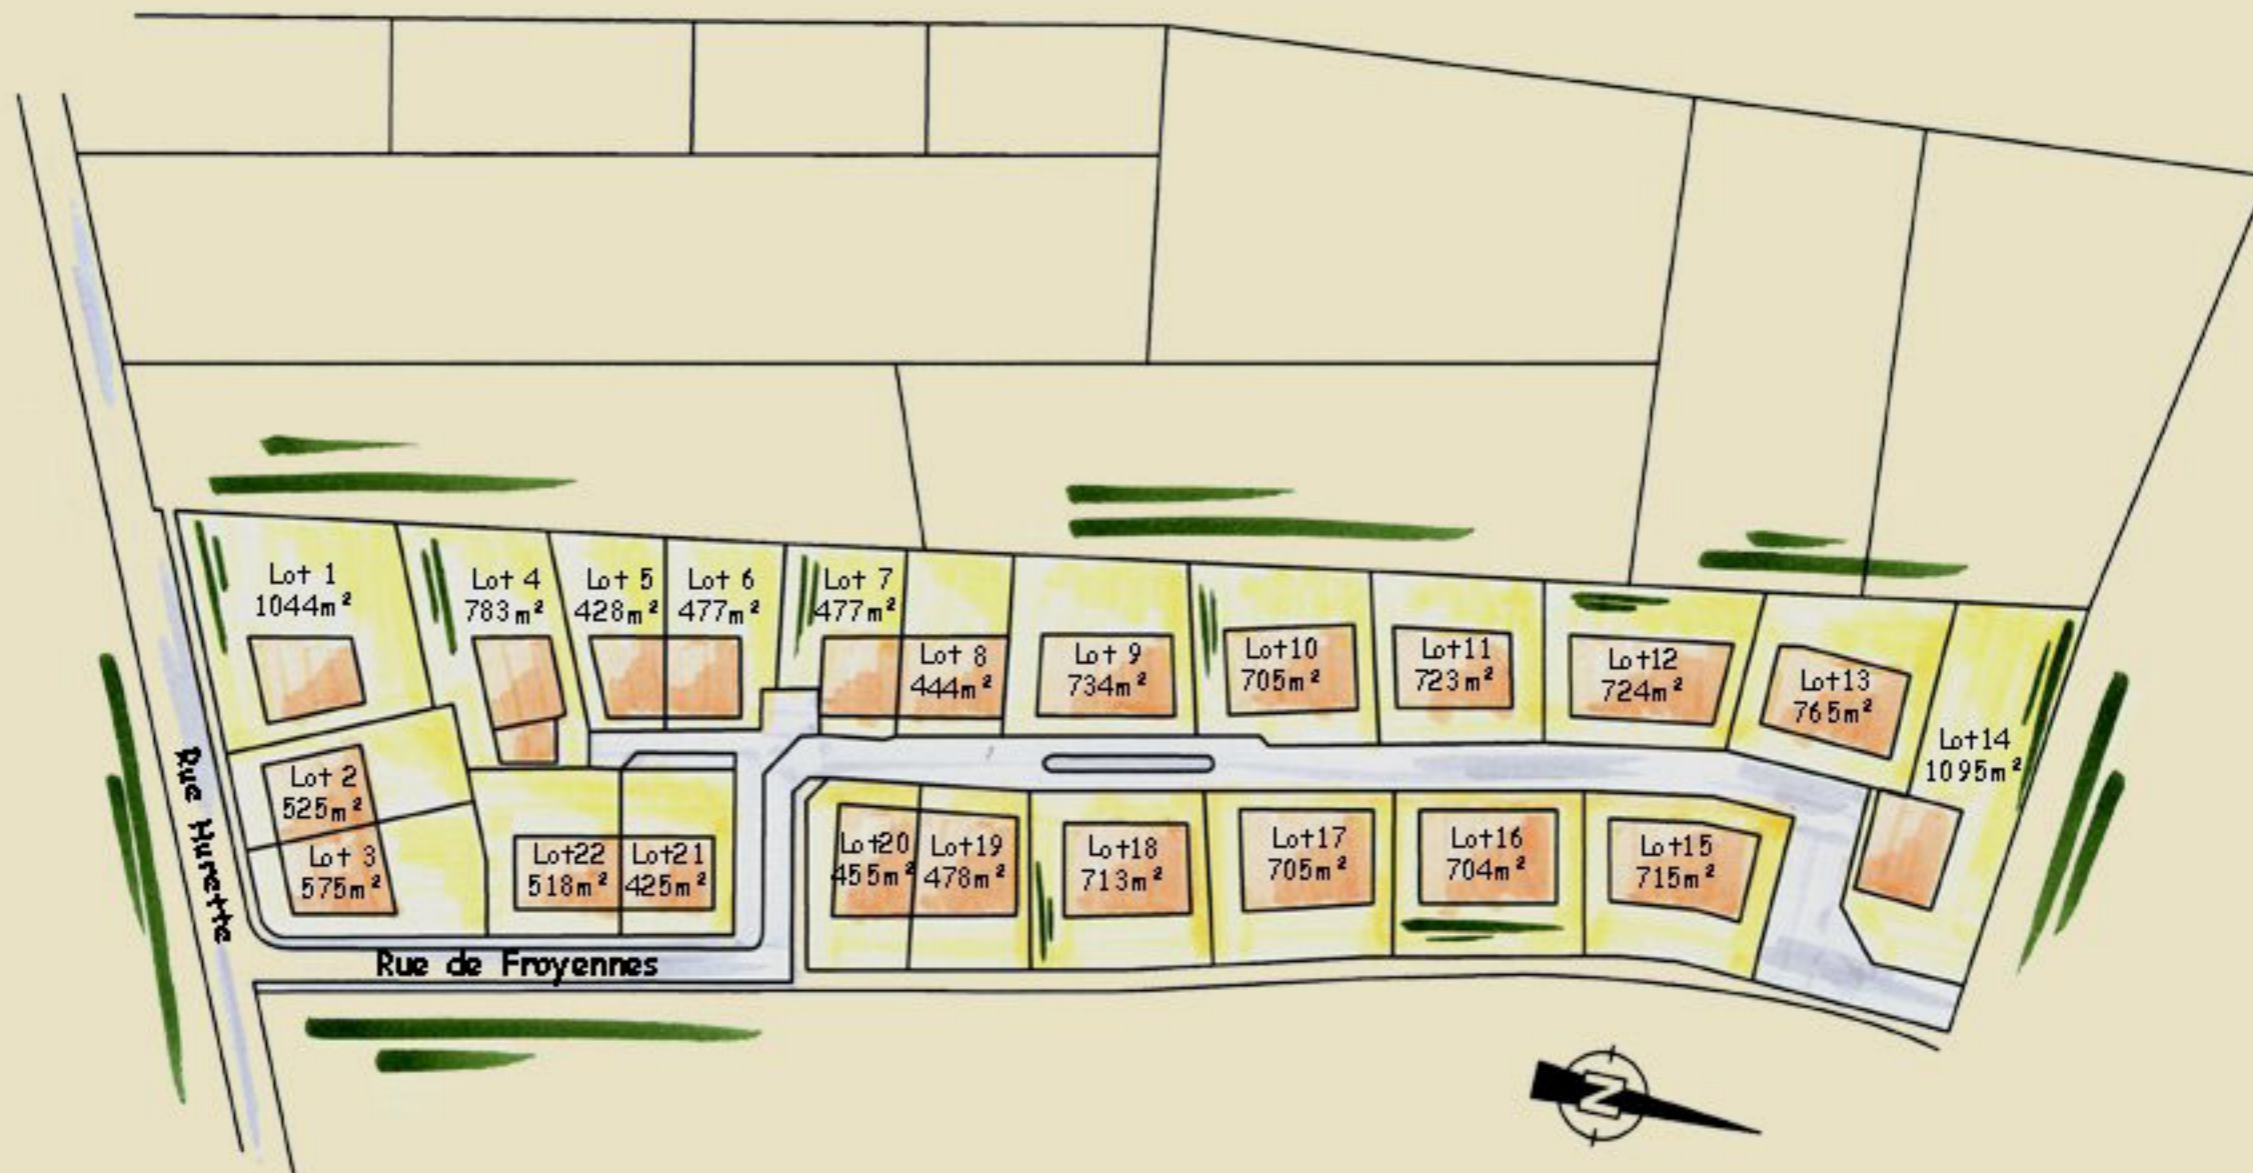 Lot 1
1044m²
Lot 4
783m²
Lot 5
428m²
Lot 6
477m²
Lot 7
477m²
Lot 8
444m²
Lot 9
734m²
Lot10
705m²
Lot11
723m²
Lot12
724m²
Lot13
765m²
Lot14
1095m²
Lot 2
525m²
Lot 3
575m²
Lot22
518m²
Lot21
425m²
Lot20
455m²
Lot19
478m²
Lot18
713m²
Lot17
705m²
Lot16
704m²
Lot15
715m²
Rue Hurette
Rue de Froyennes
N